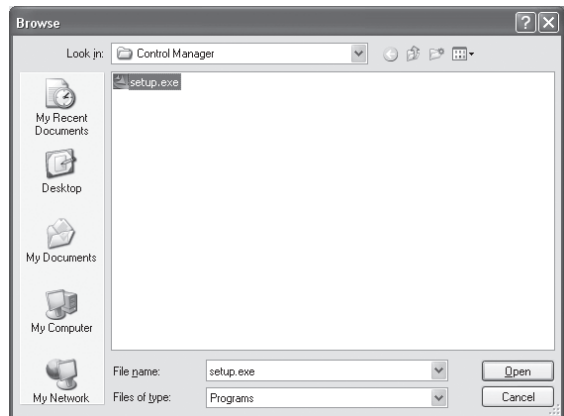 Browse
Look in: Control Manager
setup.exe
My Recent
Documents
Desktop
My Documents
My Computer
My Network
File name: setup.exe Open
Files of type: Programs Cancel